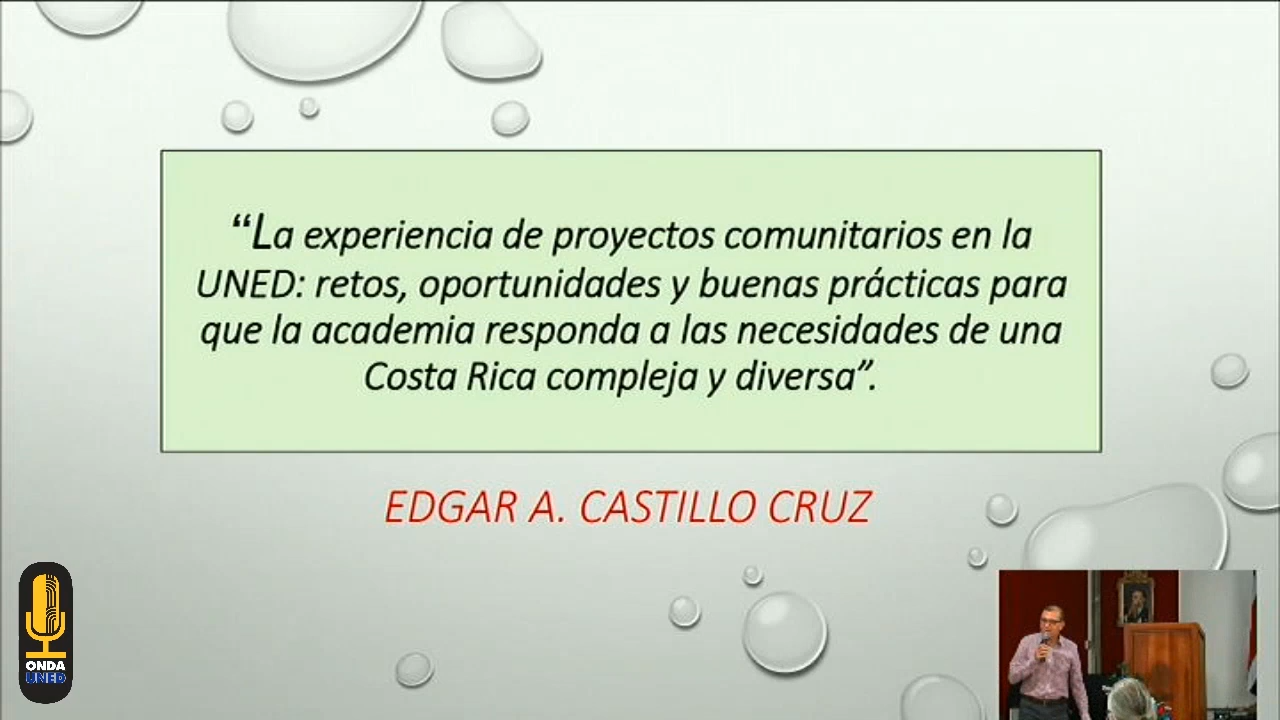 “La experiencia de proyectos comunitarios en la
UNED: retos, oportunidades y buenas prácticas para
que la academia responda a las necesidades de una
Costa Rica compleja y diversa”.
EDGAR A. CASTILLO CRUZ
ONDA
UNED